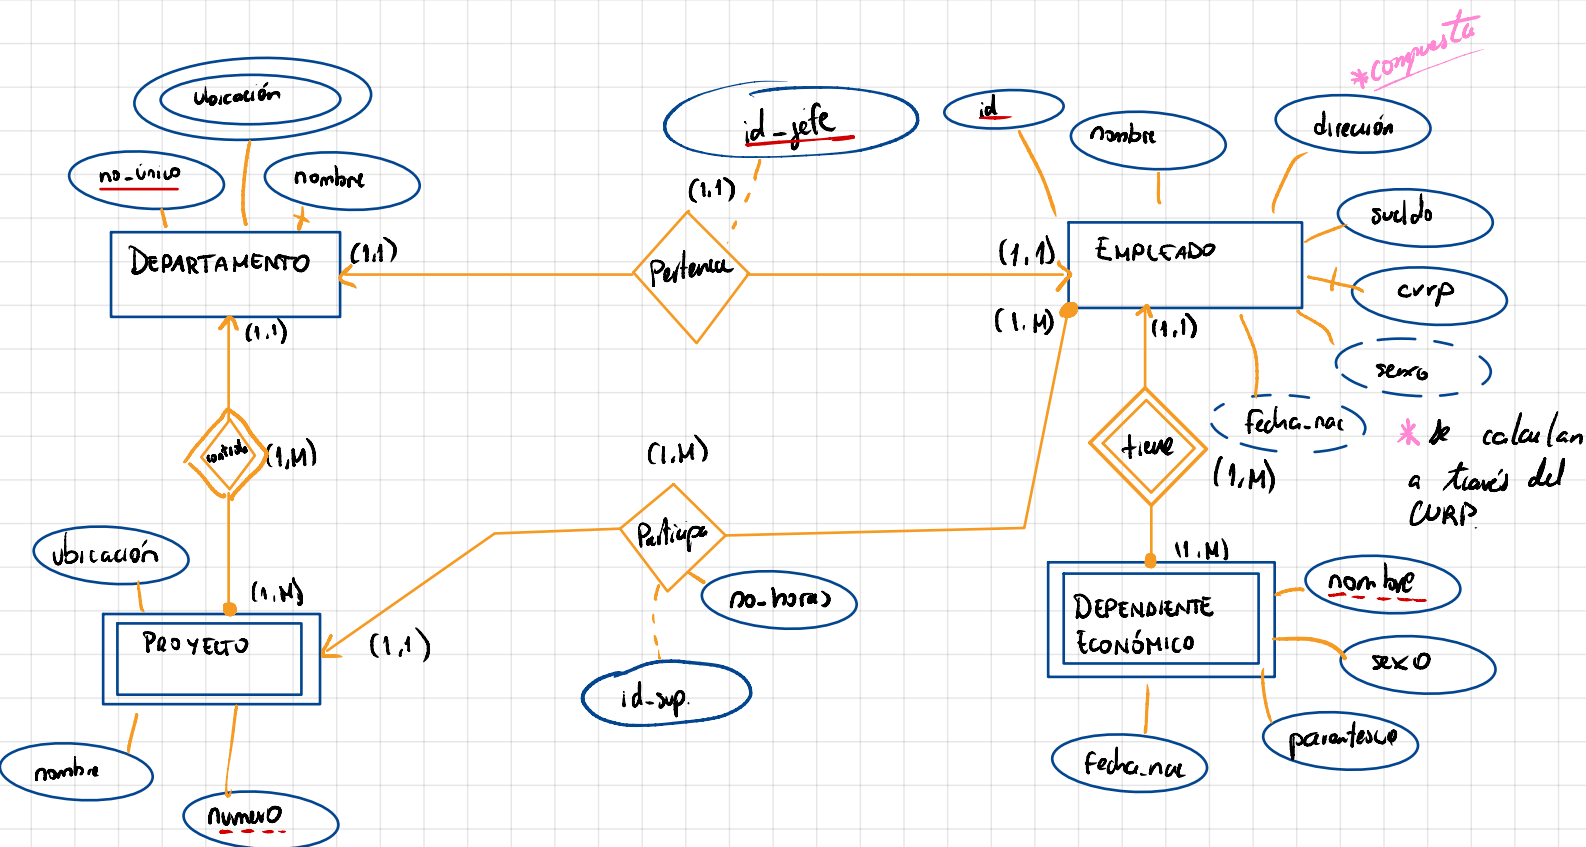 *compuesta
ubicación
id_jefe
id
nombre
dirección
no_único
nombre
(1,1)
sueldo
DEPARTAMENTO
(1,1)
Pertenece
(1,1)
EMPLEADO
curp
(1,M)
(1,1)
(1,1)
sexo
fecha_nac
* se calculan
a través del
CURP.
controla
(1,M)
(1,M)
tiene
(1,M)
Participa
ubicación
(1,M)
(1,M)
no_horas
nombre
DEPENDIENTE
ECONÓMICO
PROYECTO
(1,1)
sexo
id_sup.
parentesco
nombre
fecha_nac
numero